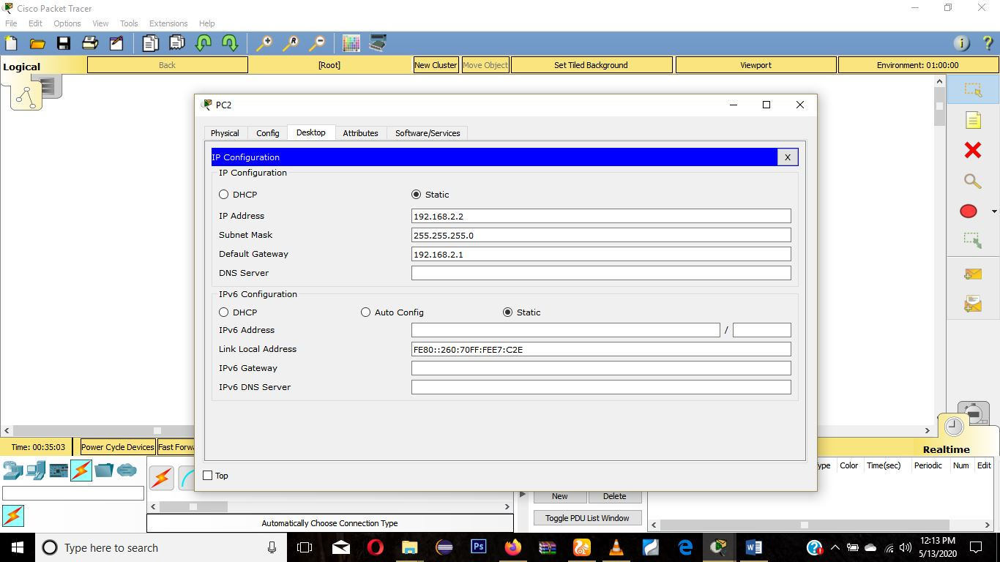 Cisco Packet Tracer
File Edit Options View Tools Extensions Help
Logical Back [Root] New Cluster Move Object Set Tiled Background Viewport Environment: 01:00:00
PC2
Physical Config Desktop Attributes Software/Services
IP Configuration X
IP Configuration
DHCP Static
IP Address 192.168.2.2
Subnet Mask 255.255.255.0
Default Gateway 192.168.2.1
DNS Server
IPv6 Configuration
DHCP Auto Config Static
IPv6 Address /
Link Local Address FE80::260:70FF:FEE7:C2E
IPv6 Gateway
IPv6 DNS Server
Time: 00:35:03 Power Cycle Devices Fast Forwa Realtime
Top
ype Color Time(sec) Periodic Num Edit
New Delete
Toggle PDU List Window
Automatically Choose Connection Type
Type here to search
12:13 PM
5/13/2020